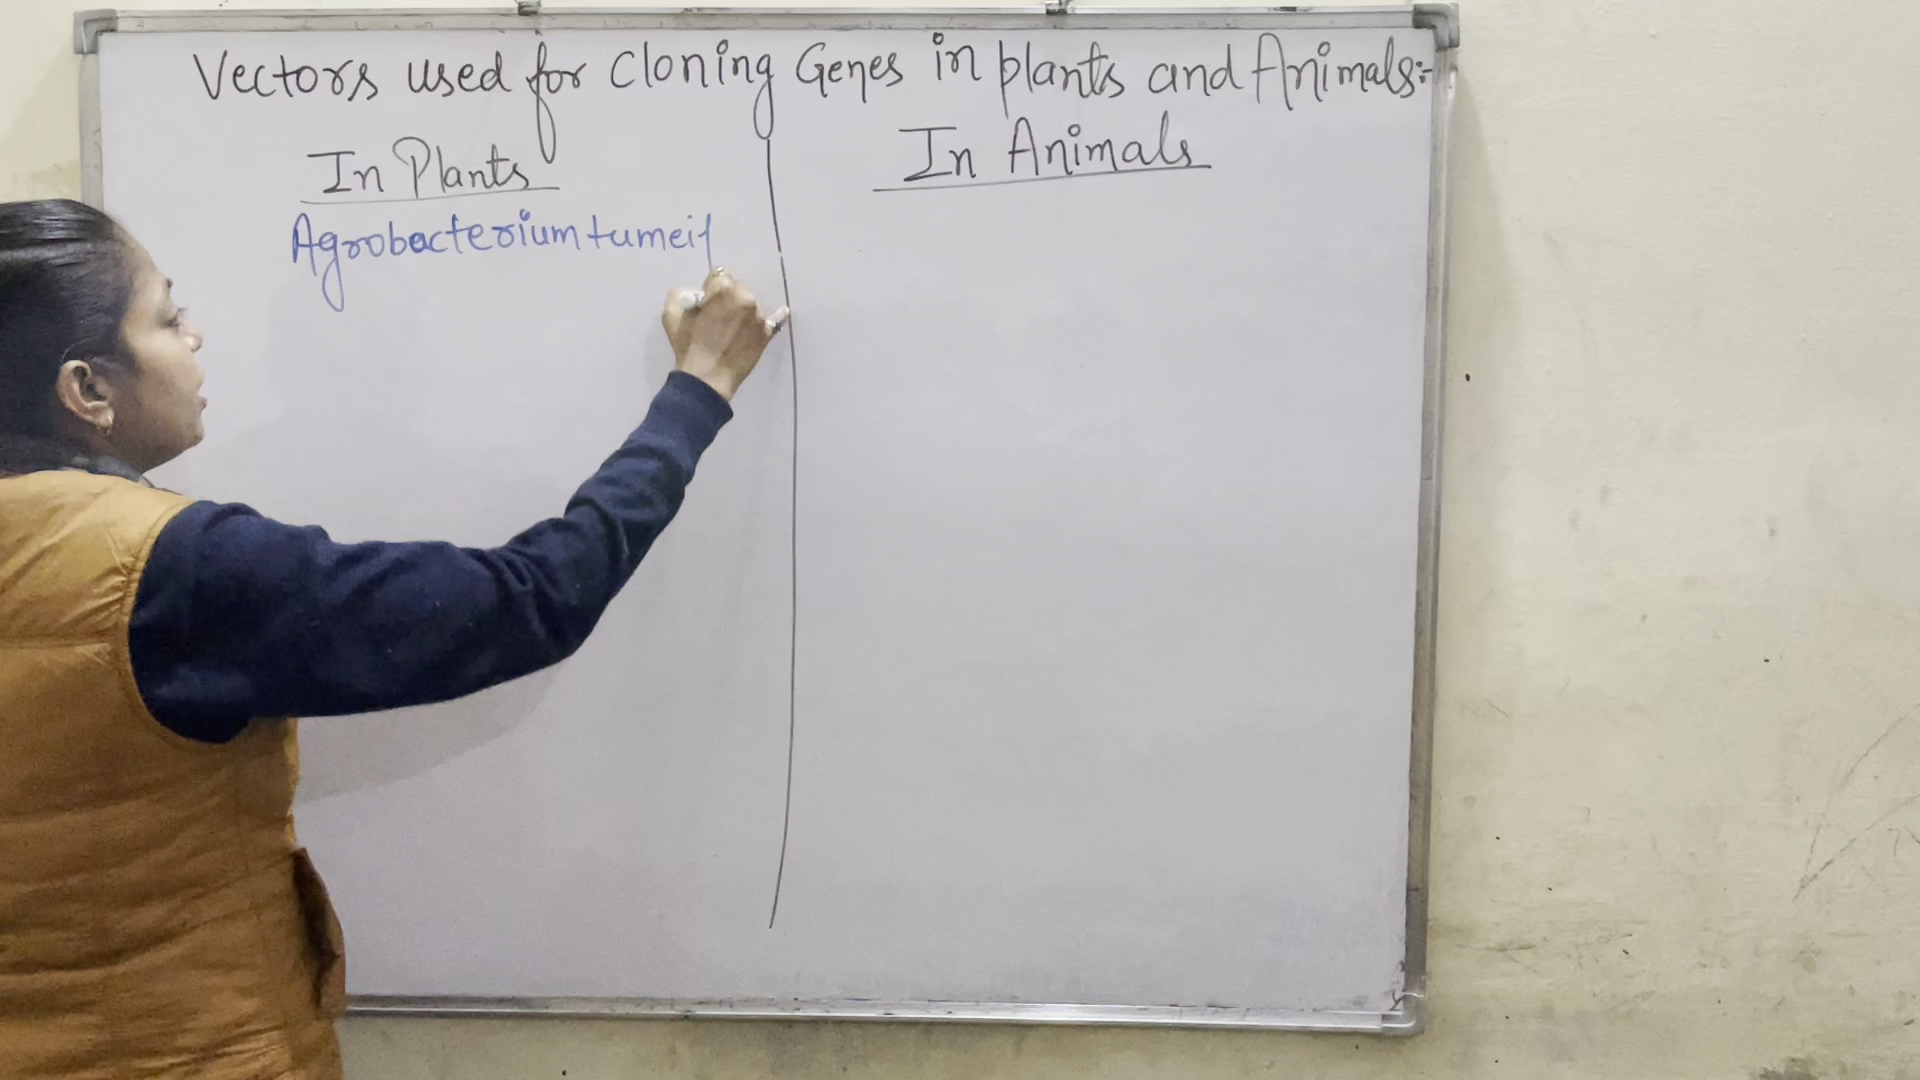 Vectors used for Cloning Genes in plants and Animals:-
In Plants
In Animals
Agrobacterium tumeif